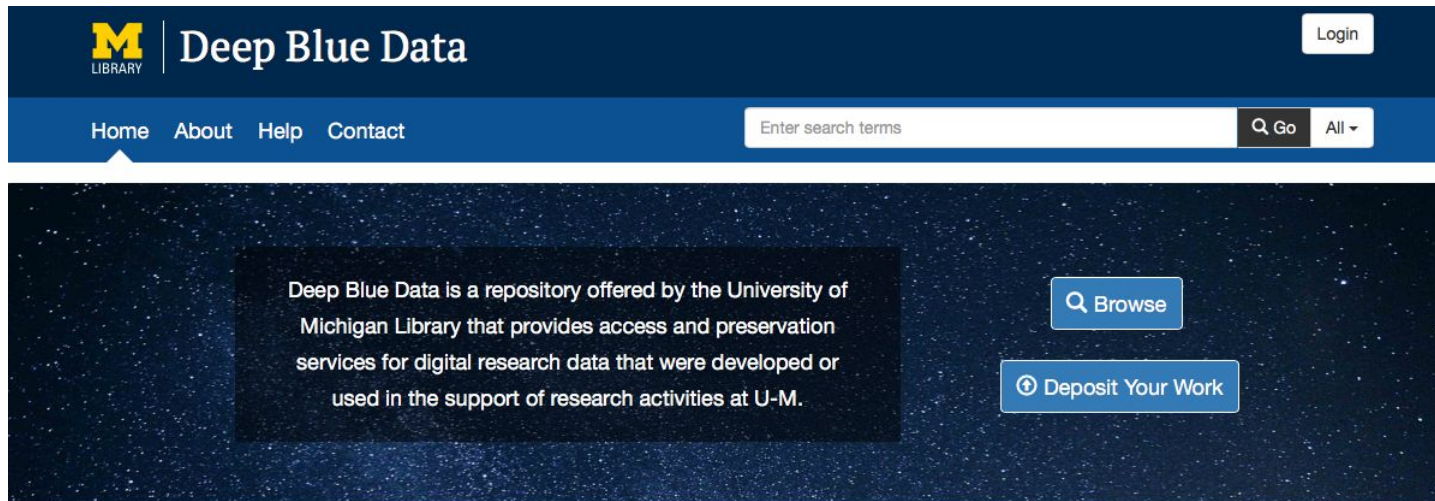 M
LIBRARY
Deep Blue Data
Login
Home About Help Contact
Enter search terms
Go
All
Deep Blue Data is a repository offered by the University of
Michigan Library that provides access and preservation
services for digital research data that were developed or
used in the support of research activities at U-M.
Browse
Deposit Your Work